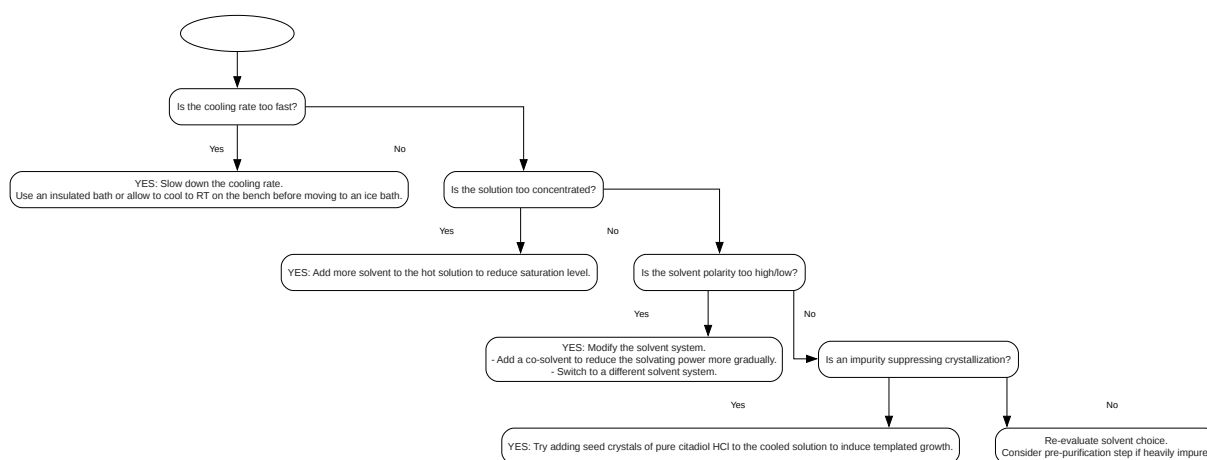 Is the cooling rate too fast?
Yes
No
YES: Slow down the cooling rate.
Use an insulated bath or allow to cool to RT on the bench before moving to an ice bath.
Is the solution too concentrated?
Yes
No
YES: Add more solvent to the hot solution to reduce saturation level.
Is the solvent polarity too high/low?
Yes
No
YES: Modify the solvent system.
- Add a co-solvent to reduce the solvating power more gradually.
- Switch to a different solvent system.
Is an impurity suppressing crystallization?
Yes
No
YES: Try adding seed crystals of pure citadiol HCl to the cooled solution to induce templated growth.
Re-evaluate solvent choice.
Consider pre-purification step if heavily impure